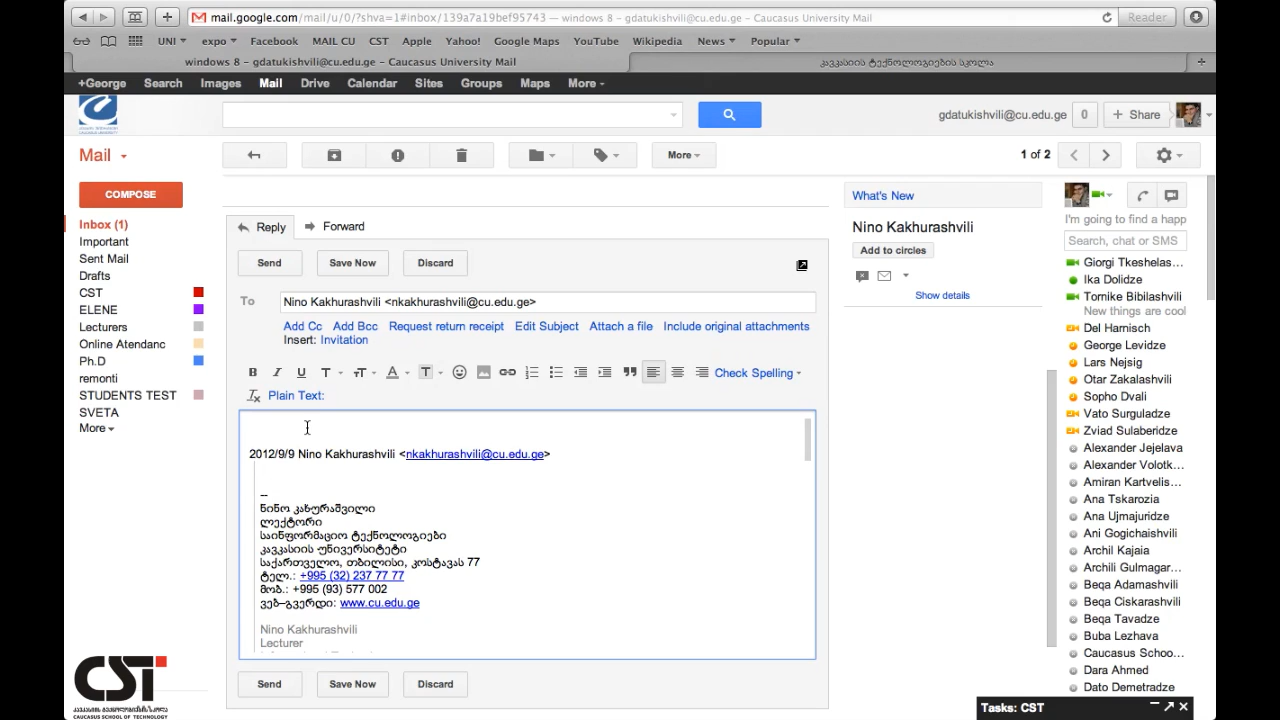 mail.google.com/mail/u/0/?shva=1#inbox/139a7a19bef95743 — windows 8 – gdatukishvili@cu.edu.ge – Caucasus University Mail
Reader
UNI expo Facebook MAIL CU CST Apple Yahoo! Google Maps YouTube Wikipedia News Popular
windows 8 – gdatukishvili@cu.edu.ge – Caucasus University Mail
კავკასიის ტექნოლოგიების სკოლა
+George Search Images Mail Drive Calendar Sites Groups Maps More
gdatukishvili@cu.edu.ge 0 + Share
Mail
More
1 of 2
COMPOSE
Inbox (1)
Important
Sent Mail
Drafts
CST
ELENE
Lecturers
Online Atendanc
Ph.D
remonti
STUDENTS TEST
SVETA
More
Reply Forward
Send Save Now Discard
To Nino Kakhurashvili <nkakhurashvili@cu.edu.ge>
Add Cc Add Bcc Request return receipt Edit Subject Attach a file Include original attachments
Insert: Invitation
B I U T T A T Check Spelling
Plain Text:
2012/9/9 Nino Kakhurashvili <nkakhurashvili@cu.edu.ge>
--
ნინო კახურაშვილი
ლექტორი
საინფორმაციო ტექნოლოგიები
კავკასიის უნივერსიტეტი
საქართველო, თბილისი, კოსტავას 77
ტელ.: +995 (32) 237 77 77
მობ.: +995 (93) 577 002
ვებ–გვერდი: www.cu.edu.ge
Nino Kakhurashvili
Lecturer
Send Save Now Discard
What's New
Nino Kakhurashvili
Add to circles
Show details
I'm going to find a happ
Search, chat or SMS
Giorgi Tkeshelas...
Ika Dolidze
Tornike Bibilashvili
New things are cool
Del Harnisch
George Levidze
Lars Nejsig
Otar Zakalashvili
Sopho Dvali
Vato Surguladze
Zviad Sulaberidze
Alexander Jejelava
Alexander Volotk...
Amiran Kartvelis...
Ana Tskarozia
Ana Ujmajuridze
Ani Gogichaishvili
Archil Kajaia
Archili Gulmagar...
Beqa Adamashvili
Beqa Ciskarashvili
Beqa Tavadze
Buba Lezhava
Caucasus Schoo...
Dara Ahmed
Dato Demetradze
Tasks: CST
CST
კავკასიის ტექნოლოგიების სკოლა
CAUCASUS SCHOOL OF TECHNOLOGY